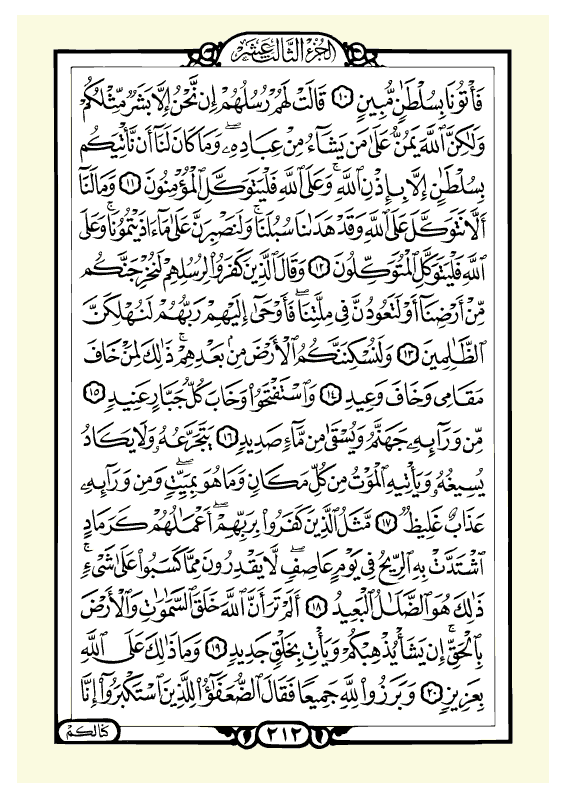 الجزء الثالث عشر
فَأْتُونَا بِسُلْطَٰنٍ مُّبِينٍ ١٠ قَالَتْ لَهُمْ رُسُلُهُمْ إِن نَّحْنُ إِلَّا بَشَرٌ مِّثْلُكُمْ
وَلَٰكِنَّ ٱللَّهَ يَمُنُّ عَلَىٰ مَن يَشَآءُ مِنْ عِبَادِهِۦ ۖ وَمَا كَانَ لَنَآ أَن نَّأْتِيَكُم
بِسُلْطَٰنٍ إِلَّا بِإِذْنِ ٱللَّهِ ۚ وَعَلَى ٱللَّهِ فَلْيَتَوَكَّلِ ٱلْمُؤْمِنُونَ ١١ وَمَا لَنَآ
أَلَّا نَتَوَكَّلَ عَلَى ٱللَّهِ وَقَدْ هَدَىٰنَا سُبُلَنَا ۚ وَلَنَصْبِرَنَّ عَلَىٰ مَآ ءَاذَيْتُمُونَا ۚ وَعَلَى
ٱللَّهِ فَلْيَتَوَكَّلِ ٱلْمُتَوَكِّلُونَ ١٢ وَقَالَ ٱلَّذِينَ كَفَرُوا۟ لِرُسُلِهِمْ لَنُخْرِجَنَّكُم
مِّنْ أَرْضِنَآ أَوْ لَتَعُودُنَّ فِى مِلَّتِنَا ۖ فَأَوْحَىٰٓ إِلَيْهِمْ رَبُّهُمْ لَنُهْلِكَنَّ
ٱلظَّٰلِمِينَ ١٣ وَلَنُسْكِنَنَّكُمُ ٱلْأَرْضَ مِنۢ بَعْدِهِمْ ۚ ذَٰلِكَ لِمَنْ خَافَ
مَقَامِى وَخَافَ وَعِيدِ ١٤ وَٱسْتَفْتَحُوا۟ وَخَابَ كُلُّ جَبَّارٍ عَنِيدٍ ١٥
مِّن وَرَآئِهِۦ جَهَنَّمُ وَيُسْقَىٰ مِن مَّآءٍ صَدِيدٍ ١٦ يَتَجَرَّعُهُۥ وَلَا يَكَادُ
يُسِيغُهُۥ وَيَأْتِيهِ ٱلْمَوْتُ مِن كُلِّ مَكَانٍ وَمَا هُوَ بِمَيِّتٍ ۖ وَمِن وَرَآئِهِۦ
عَذَابٌ غَلِيظٌ ١٧ مَّثَلُ ٱلَّذِينَ كَفَرُوا۟ بِرَبِّهِمْ ۖ أَعْمَٰلُهُمْ كَرَمَادٍ
ٱشْتَدَّتْ بِهِ ٱلرِّيحُ فِى يَوْمٍ عَاصِفٍ ۖ لَّا يَقْدِرُونَ مِمَّا كَسَبُوا۟ عَلَىٰ شَىْءٍ ۚ
ذَٰلِكَ هُوَ ٱلضَّلَٰلُ ٱلْبَعِيدُ ١٨ أَلَمْ تَرَ أَنَّ ٱللَّهَ خَلَقَ ٱلسَّمَٰوَٰتِ وَٱلْأَرْضَ
بِٱلْحَقِّ ۚ إِن يَشَأْ يُذْهِبْكُمْ وَيَأْتِ بِخَلْقٍ جَدِيدٍ ١٩ وَمَا ذَٰلِكَ عَلَى ٱللَّهِ
بِعَزِيزٍ ٢٠ وَبَرَزُوا۟ لِلَّهِ جَمِيعًا فَقَالَ ٱلضُّعَفَٰٓؤُا۟ لِلَّذِينَ ٱسْتَكْبَرُوٓا۟ إِنَّا
كنا لكم
٢١٢